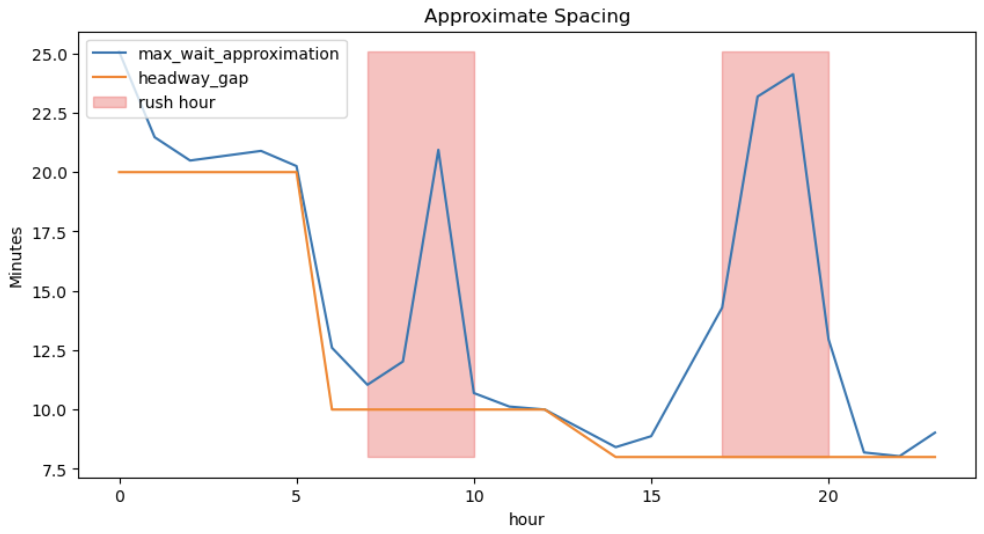 Approximate Spacing
max_wait_approximation
headway_gap
rush hour
25.0
22.5
20.0
17.5
15.0
12.5
10.0
7.5
Minutes
0 5 10 15 20
hour